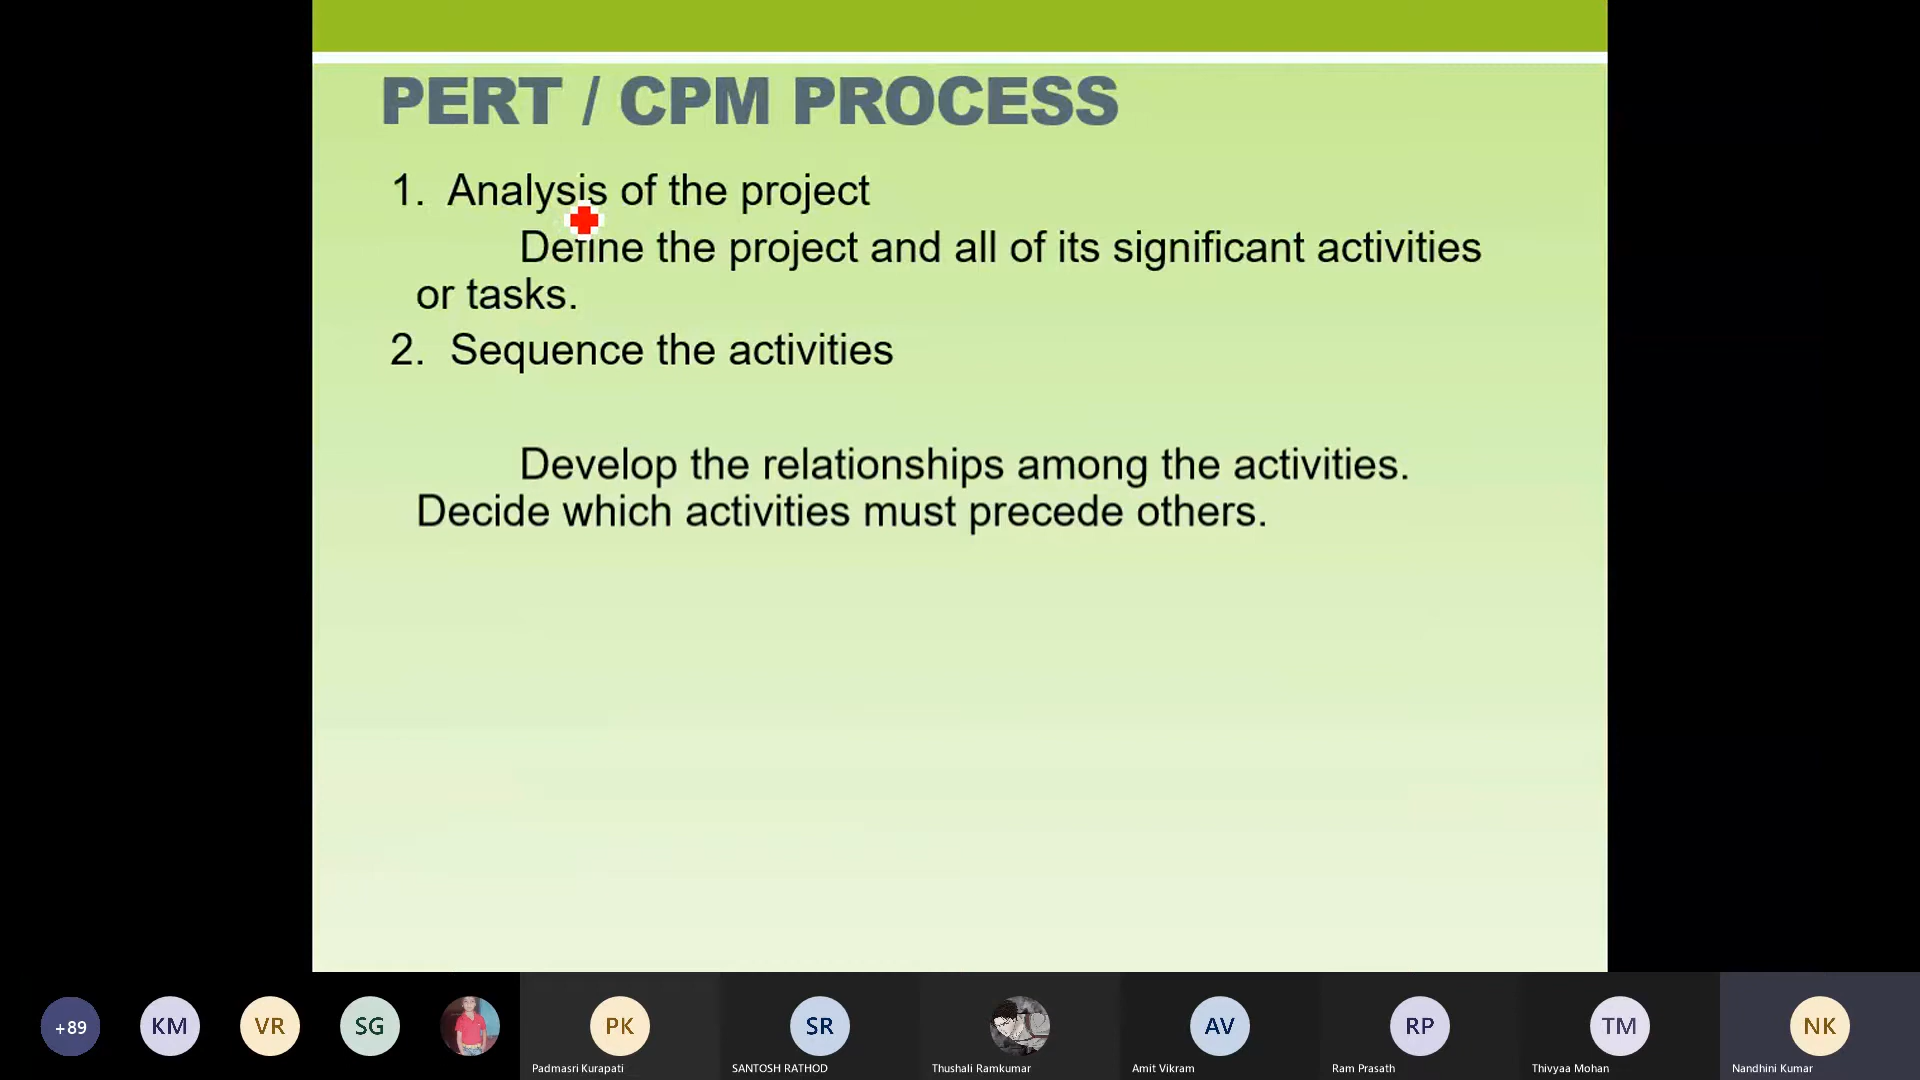 PERT / CPM PROCESS
1. Analysis of the project
Define the project and all of its significant activities
or tasks.
2. Sequence the activities
Develop the relationships among the activities.
Decide which activities must precede others.
+89
KM
VR
SG
PK
SR
AV
RP
TM
NK
Padmasri Kurapati
SANTOSH RATHOD
Thushali Ramkumar
Amit Vikram
Ram Prasath
Thivyaa Mohan
Nandhini Kumar